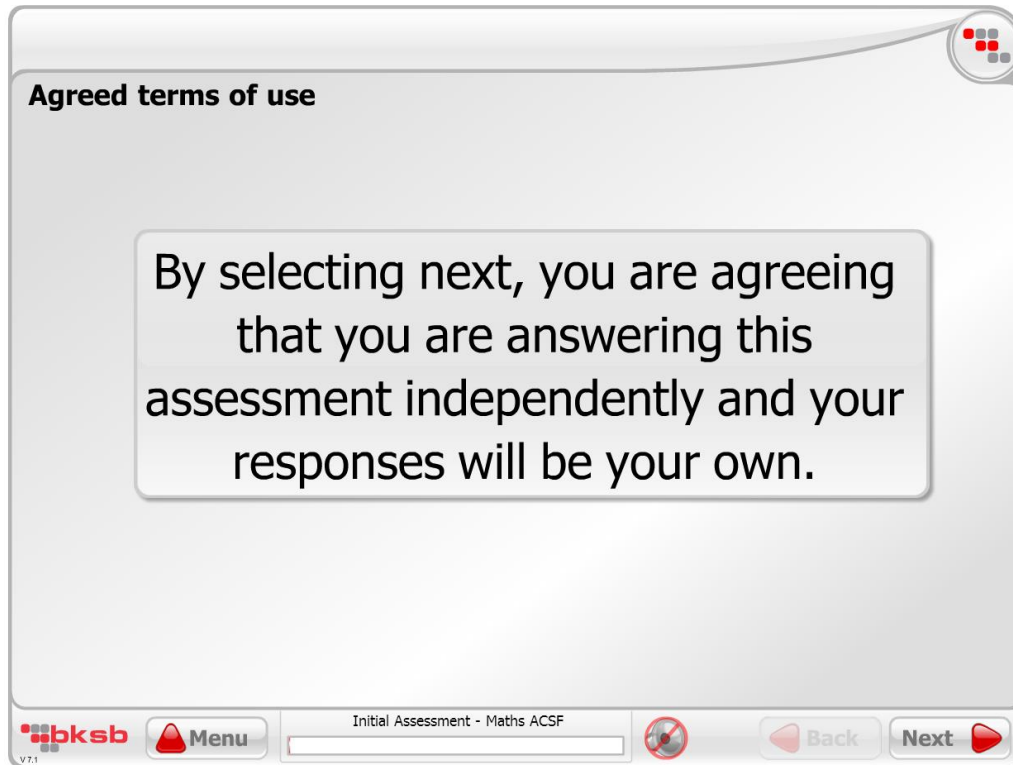 Agreed terms of use
By selecting next, you are agreeing
that you are answering this
assessment independently and your
responses will be your own.
Initial Assessment - Maths ACSF
bksb
Menu
Back
Next
V 7.1